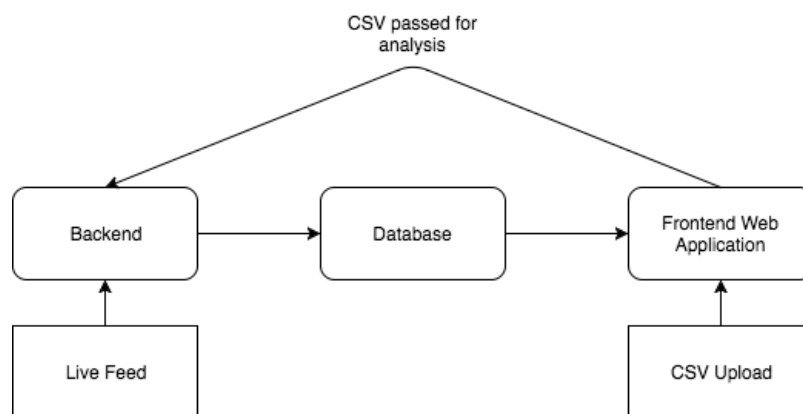 CSV passed for
analysis
Backend
Database
Frontend Web
Application
Live Feed
CSV Upload